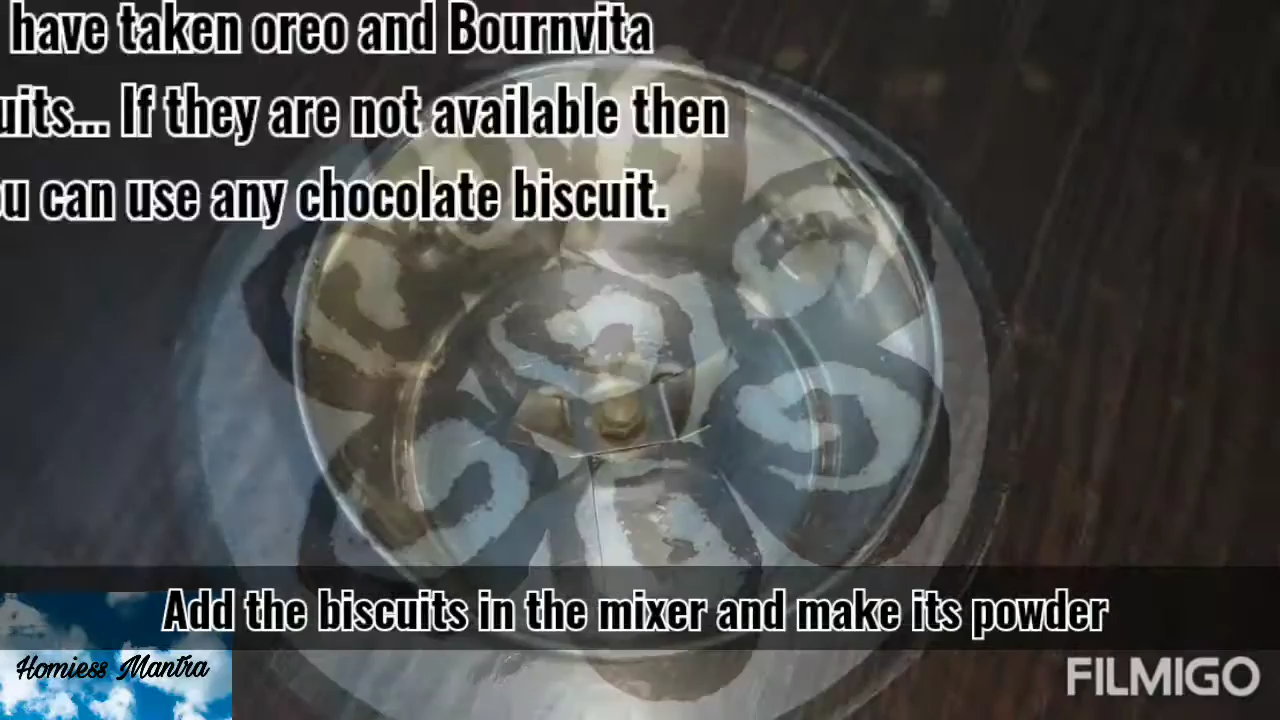 have taken oreo and Bournvita
uits... If they are not available then
ou can use any chocolate biscuit.
Add the biscuits in the mixer and make its powder
Homiess Mantra
FILMIGO